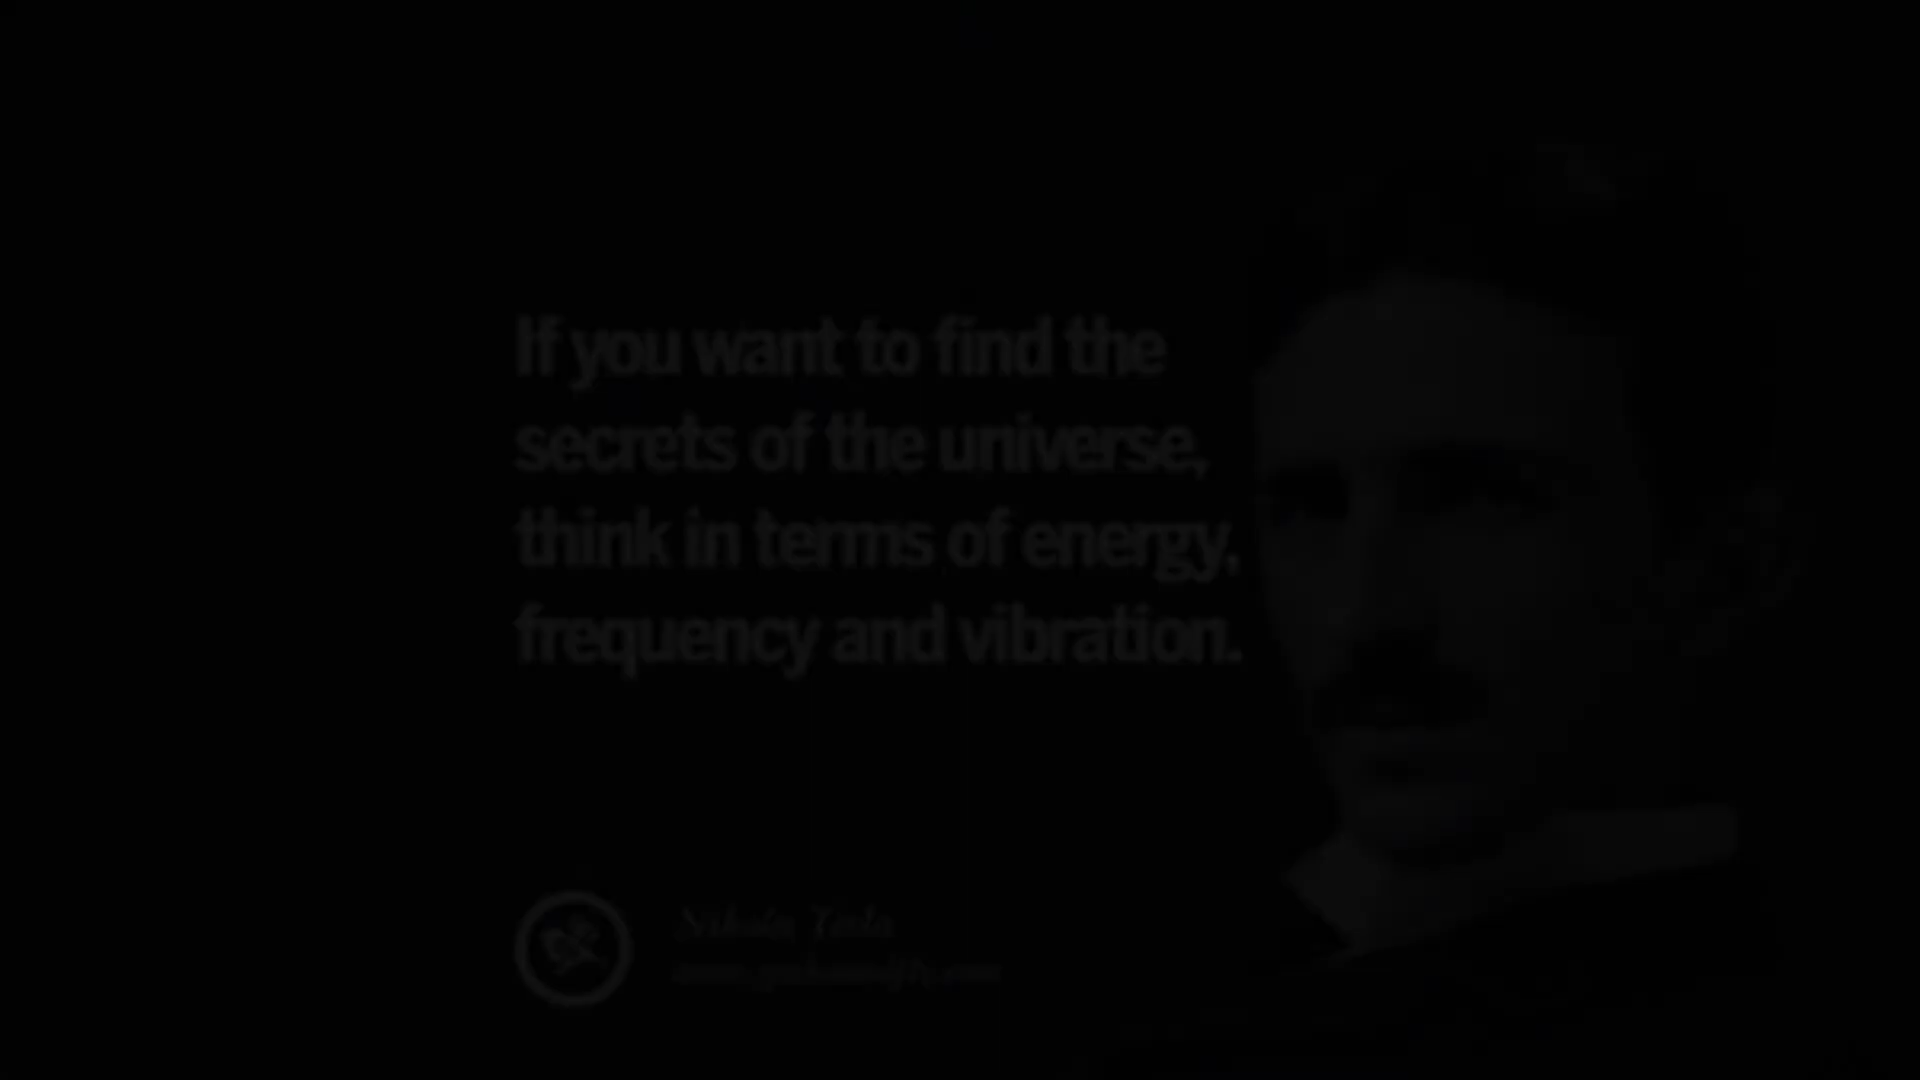 If you want to find the
secrets of the universe,
think in terms of energy,
frequency and vibration.
Nikola Tesla